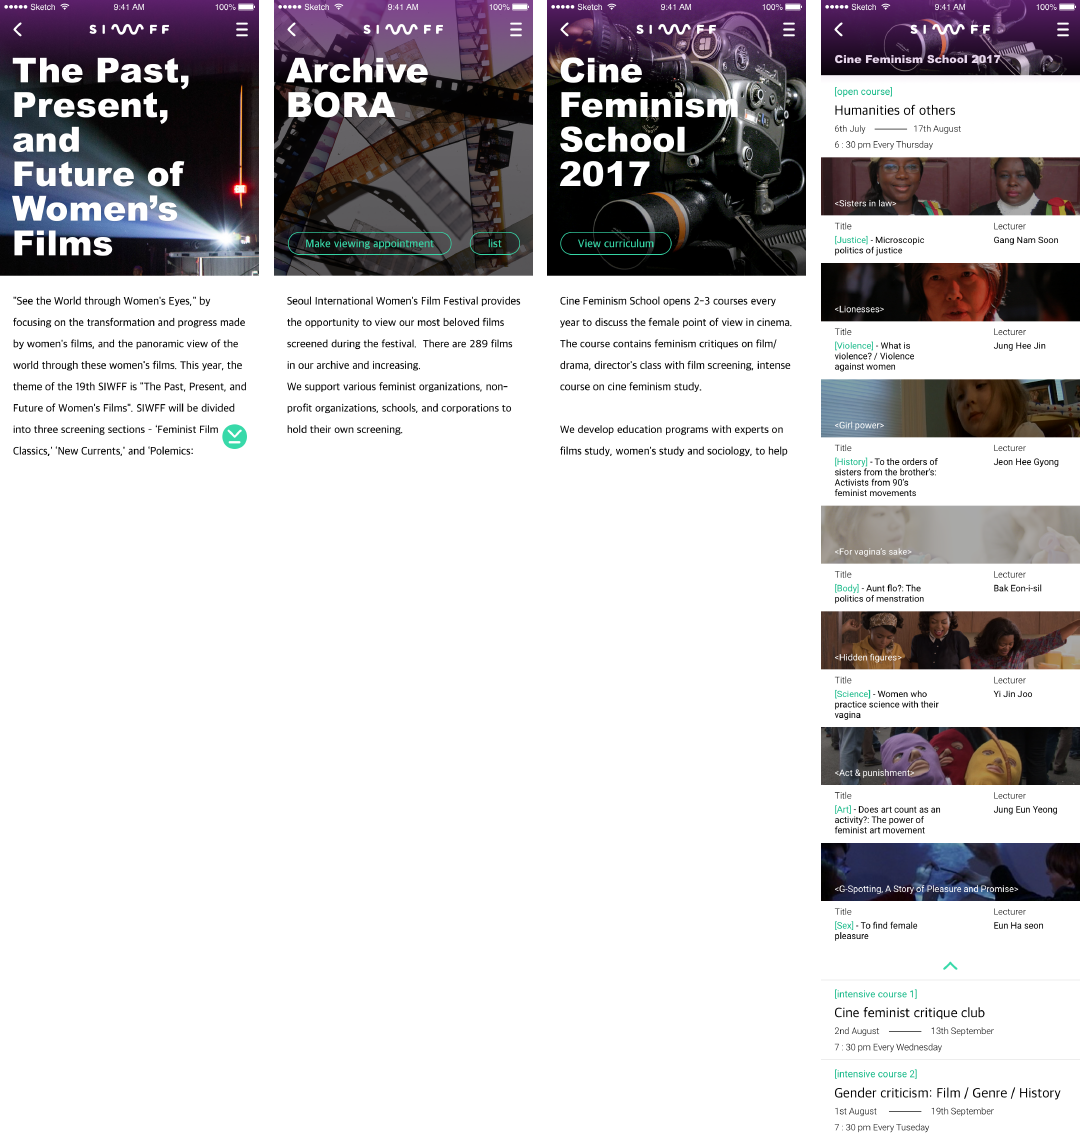 Sketch 9:41 AM 100%
SIWFF
The Past,
Present,
and
Future of
Women's
Films
"See the World through Women's Eyes," by
focusing on the transformation and progress made
by women's films, and the panoramic view of the
world through these women's films. This year, the
theme of the 19th SIWFF is "The Past, Present, and
Future of Women's Films". SIWFF will be divided
into three screening sections - 'Feminist Film
Classics,' 'New Currents,' and 'Polemics:
Sketch 9:41 AM 100%
SIWFF
Archive
BORA
Make viewing appointment
list
Seoul International Women's Film Festival provides
the opportunity to view our most beloved films
screened during the festival. There are 289 films
in our archive and increasing.
We support various feminist organizations, non-
profit organizations, schools, and corporations to
hold their own screening.
Sketch 9:41 AM 100%
SIWFF
Cine
Feminism
School
2017
View curriculum
Cine Feminism School opens 2-3 courses every
year to discuss the female point of view in cinema.
The course contains feminism critiques on film/
drama, director's class with film screening, intense
course on cine feminism study.
We develop education programs with experts on
films study, women's study and sociology, to help
Sketch 9:41 AM 100%
SIWFF
Cine Feminism School 2017
[open course]
Humanities of others
6th July 17th August
6 : 30 pm Every Thursday
<Sisters in law>
Title Lecturer
[Justice] - Microscopic Gang Nam Soon
politics of justice
<Lionesses>
Title Lecturer
[Violence] - What is Jung Hee Jin
violence? / Violence
against women
<Girl power>
Title Lecturer
[History] - To the orders of Jeon Hee Gyong
sisters from the brother's:
Activists from 90's
feminist movements
<For vagina's sake>
Title Lecturer
[Body] - Aunt flo?: The Bak Eon-i-sil
politics of menstration
<Hidden figures>
Title Lecturer
[Science] - Women who Yi Jin Joo
practice science with their
vagina
<Act & punishment>
Title Lecturer
[Art] - Does art count as an Jung Eun Yeong
activity?: The power of
feminist art movement
<G-Spotting, A Story of Pleasure and Promise>
Title Lecturer
[Sex] - To find female Eun Ha seon
pleasure
[intensive course 1]
Cine feminist critique club
2nd August 13th September
7 : 30 pm Every Wednesday
[intensive course 2]
Gender criticism: Film / Genre / History
1st August 19th September
7 : 30 pm Every Tuseday